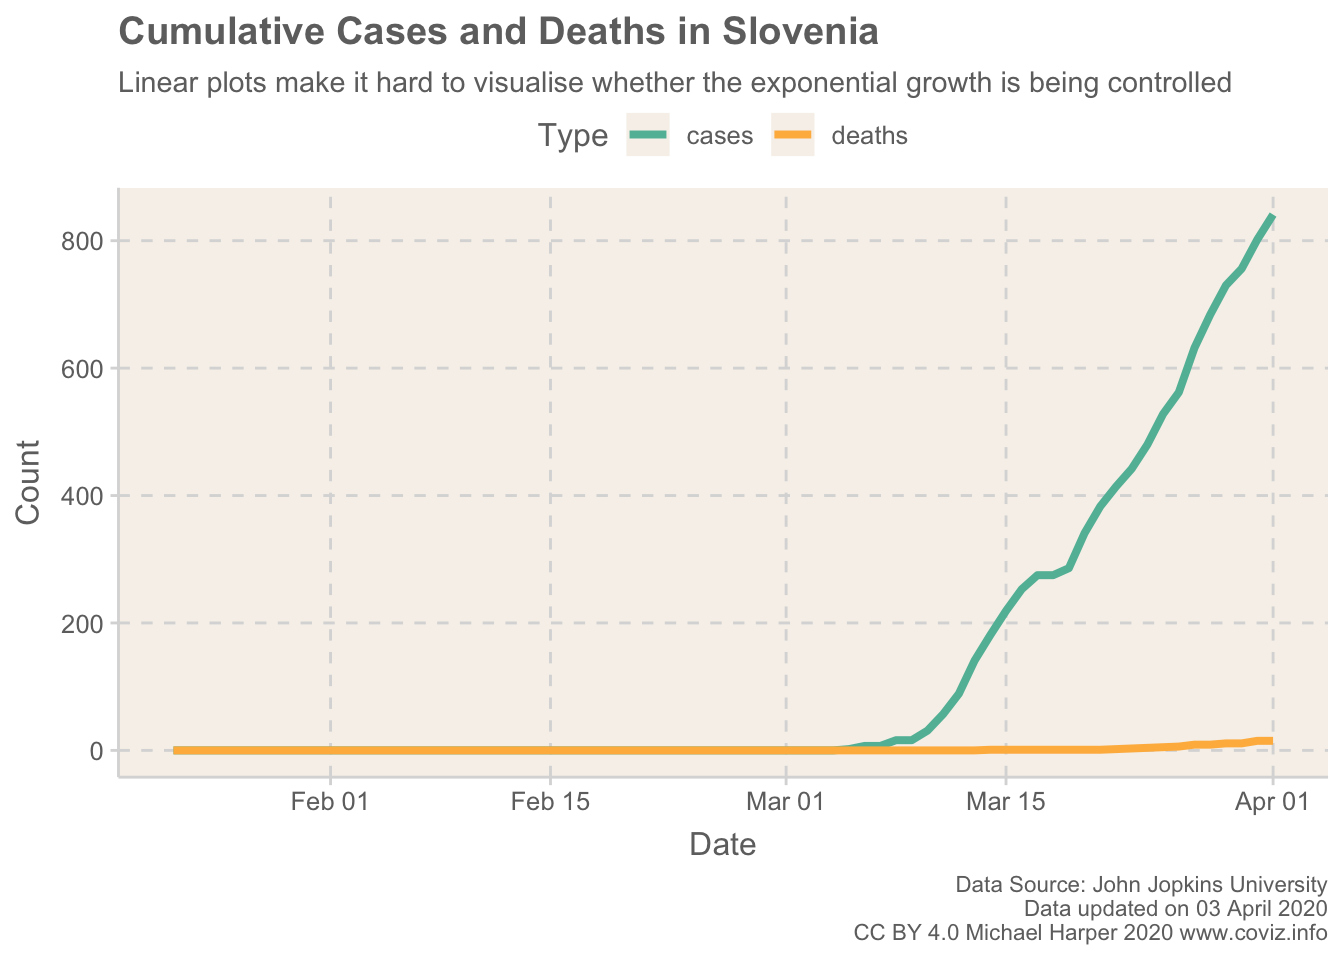 Cumulative Cases and Deaths in Slovenia
Linear plots make it hard to visualise whether the exponential growth is being controlled
Type cases deaths
800
600
400
200
0
Count
Feb 01 Feb 15 Mar 01 Mar 15 Apr 01
Date
Data Source: John Jopkins University
Data updated on 03 April 2020
CC BY 4.0 Michael Harper 2020 www.coviz.info